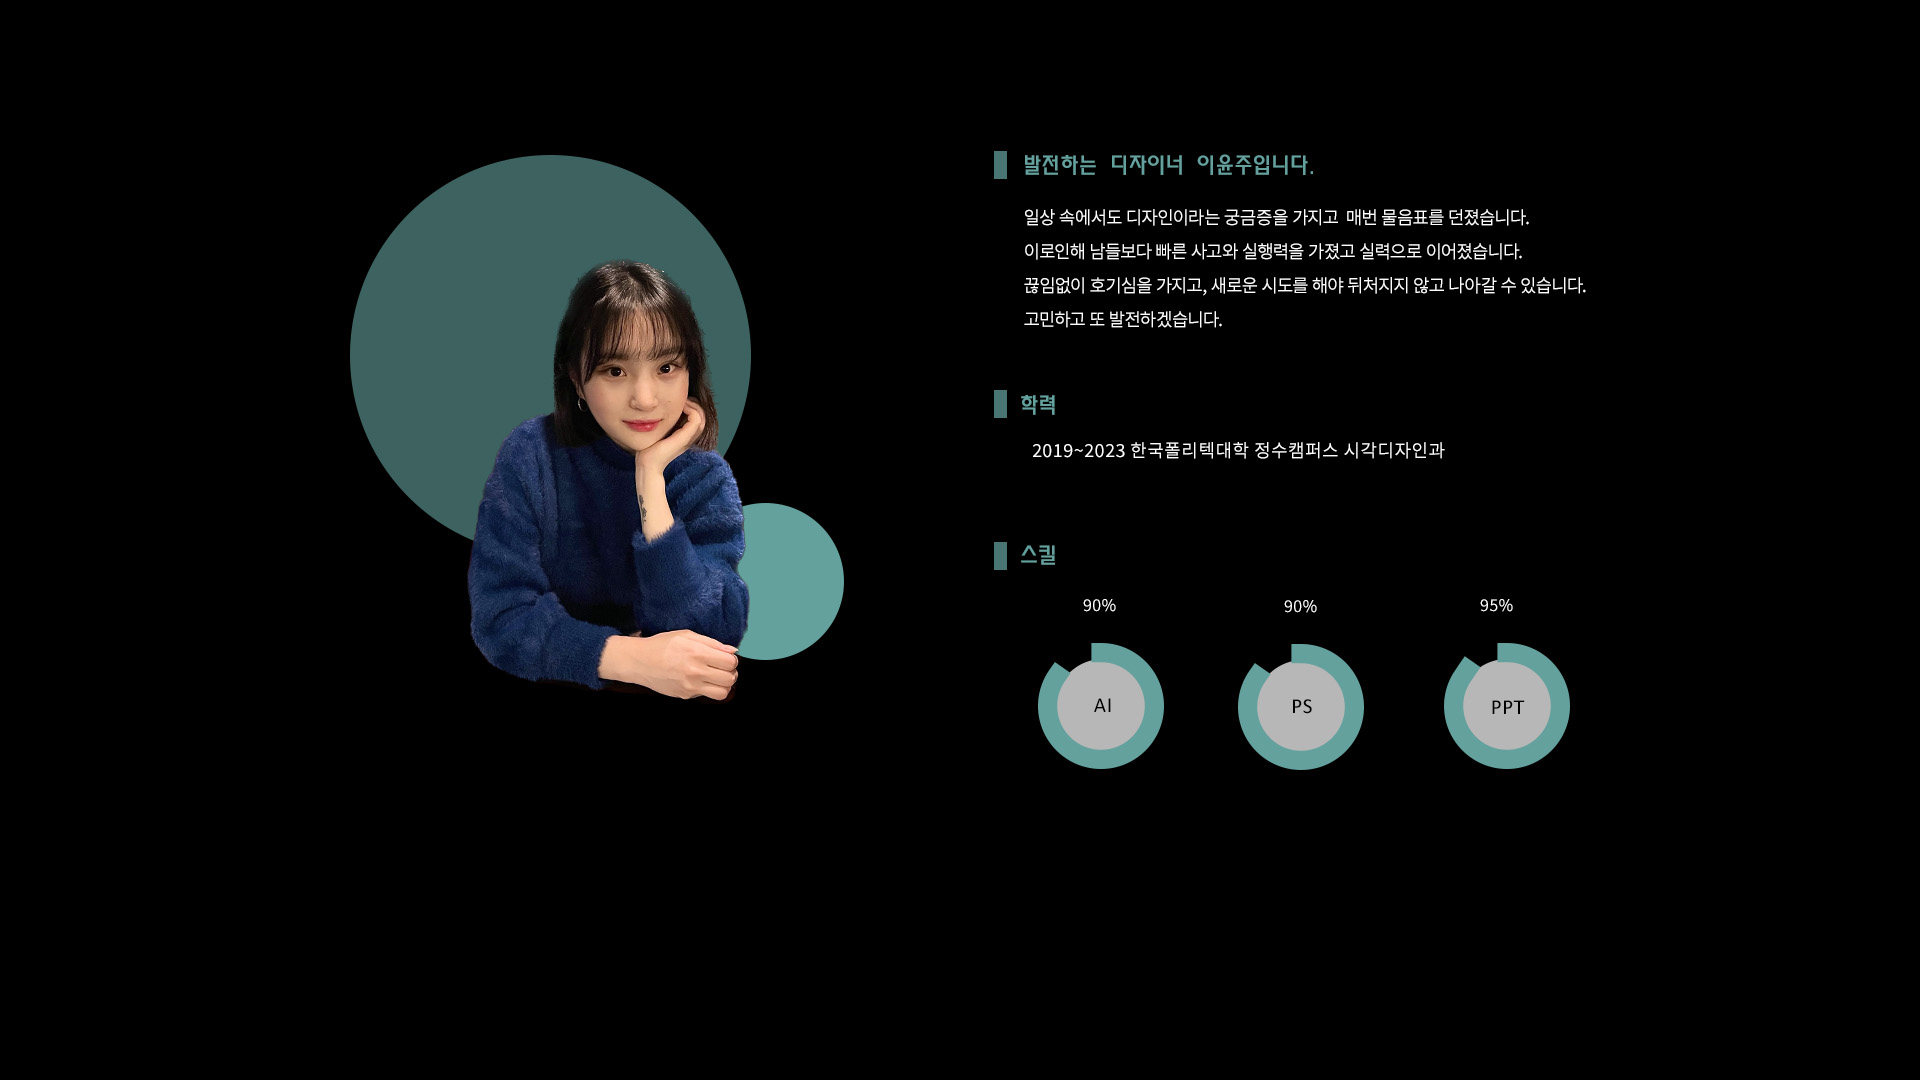 발전하는 디자이너 이윤주입니다.
일상 속에서도 디자인이라는 궁금증을 가지고 매번 물음표를 던졌습니다.
이로인해 남들보다 빠른 사고와 실행력을 가졌고 실력으로 이어졌습니다.
끊임없이 호기심을 가지고, 새로운 시도를 해야 뒤처지지 않고 나아갈 수 있습니다.
고민하고 또 발전하겠습니다.
학력
2019~2023 한국폴리텍대학 정수캠퍼스 시각디자인과
스킬
90% 90% 95%
AI PS PPT